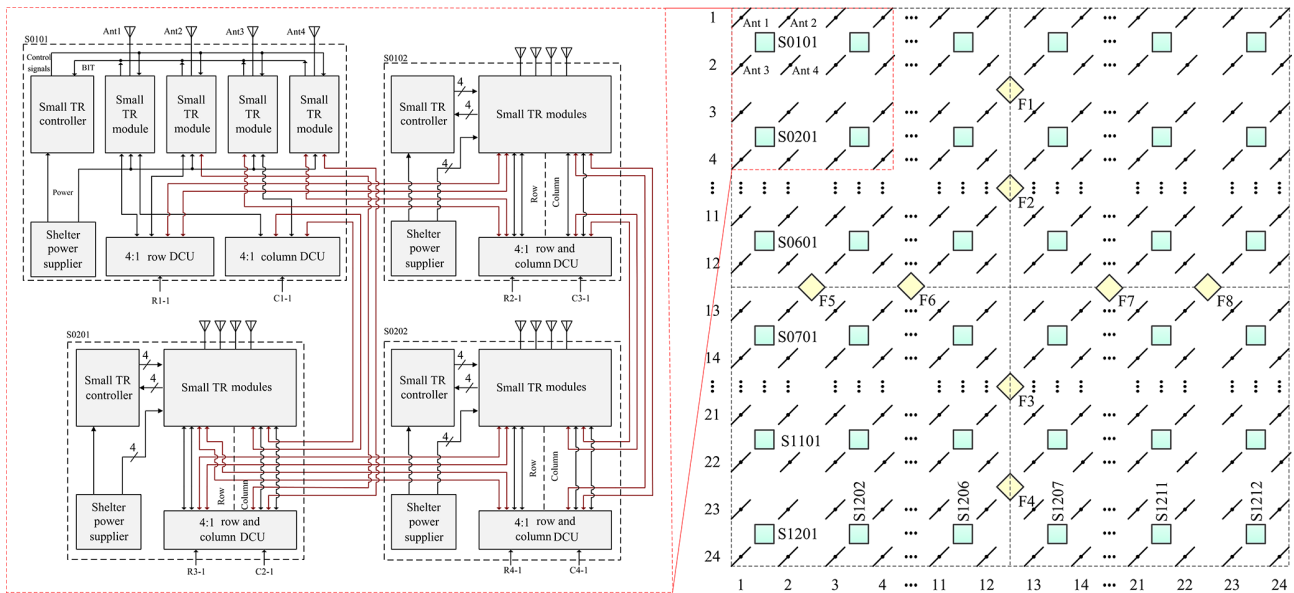 S0101
Ant1
Ant2
Ant3
Ant4
Control
signals
BIT
Small TR
controller
Small
TR
module
Small
TR
module
Small
TR
module
Small
TR
module
Power
Shelter
power
supplier
4:1 row DCU
4:1 column DCU
R1-1
C1-1
S0102
Small TR
controller
4
4
4
Small TR modules
Row
Column
Shelter
power
supplier
4:1 row and
column DCU
R2-1
C3-1
S0201
Small TR
controller
4
4
4
Small TR modules
Row
Column
Shelter
power
supplier
4:1 row and
column DCU
R3-1
C2-1
S0202
Small TR
controller
4
4
4
Small TR modules
Row
Column
Shelter
power
supplier
4:1 row and
column DCU
R4-1
C4-1
1
Ant 1
Ant 2
...
...
S0101
...
...
2
Ant 3
Ant 4
...
...
F1
3
...
...
S0201
...
...
4
...
...
F2
11
...
...
S0601
...
...
12
...
...
F5
F6
F7
F8
13
...
...
S0701
...
...
14
...
...
F3
21
...
...
S1101
...
...
22
...
...
F4
23
...
...
S1201
S1202
S1206
S1207
S1211
S1212
...
...
24
...
...
1 2 3 4 ... 11 12 13 14 ... 21 22 23 24